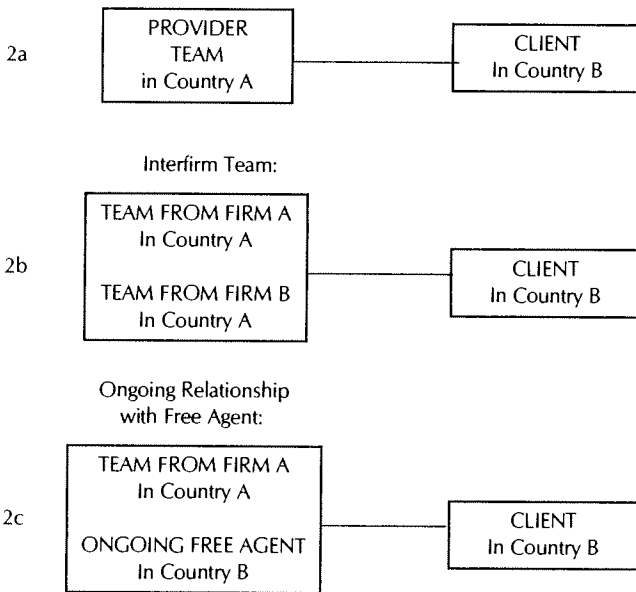 2a
PROVIDER
TEAM
in Country A
CLIENT
In Country B
Interfirm Team:
2b
TEAM FROM FIRM A
In Country A
TEAM FROM FIRM B
In Country A
CLIENT
In Country B
Ongoing Relationship
with Free Agent:
2c
TEAM FROM FIRM A
In Country A
ONGOING FREE AGENT
In Country B
CLIENT
In Country B